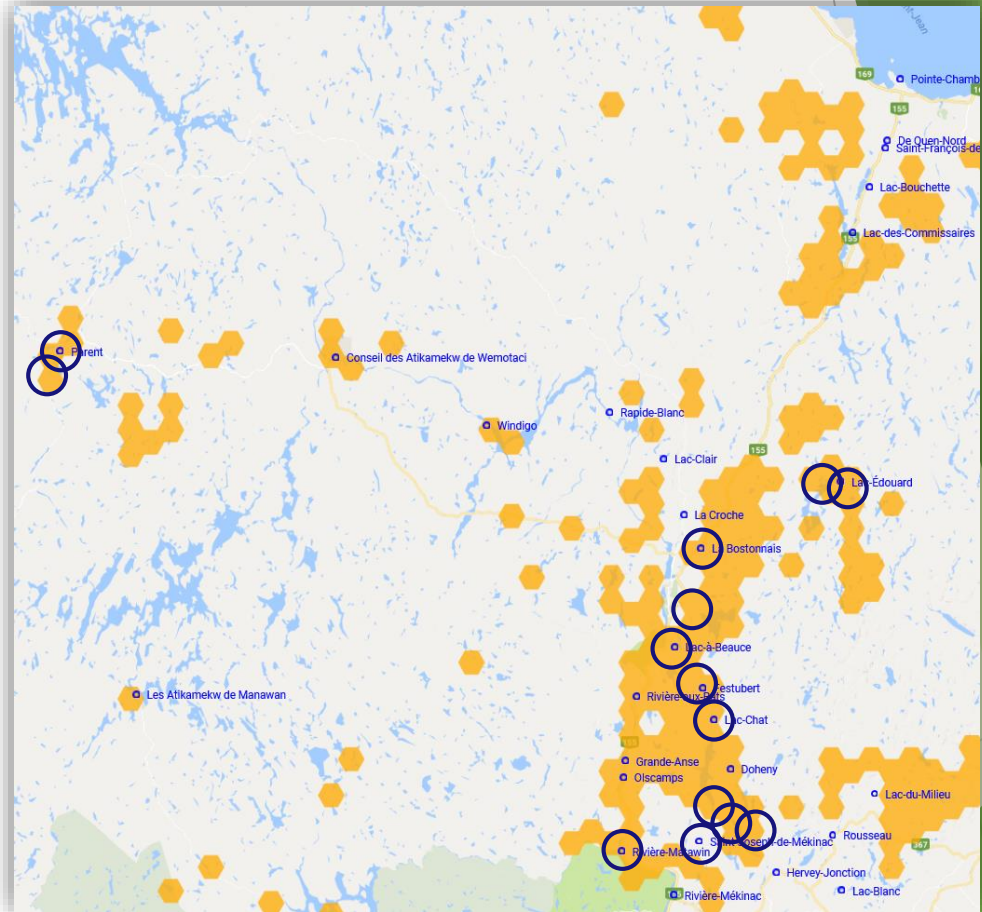 169
Pointe-Chamb
155
De Quen-Nord
Saint-François-de
Lac-Bouchette
Lac-des-Commissaires
155
Parent
Conseil des Atikamekw de Wemotaci
Rapide-Blanc
Windigo
155
Lac-Clair
Lac-Édouard
La Croche
La Bostonnais
Lac-à-Beauce
Festubert
Les Atikamekw de Manawan
Rivière-aux-Rats
Lac-Chat
Grande-Anse
Doheny
Olscamps
Lac-du-Milieu
Rousseau
Saint-Joseph-de-Mékinac
367
Rivière-Matawin
Hervey-Jonction
Lac-Blanc
Rivière-Mékinac